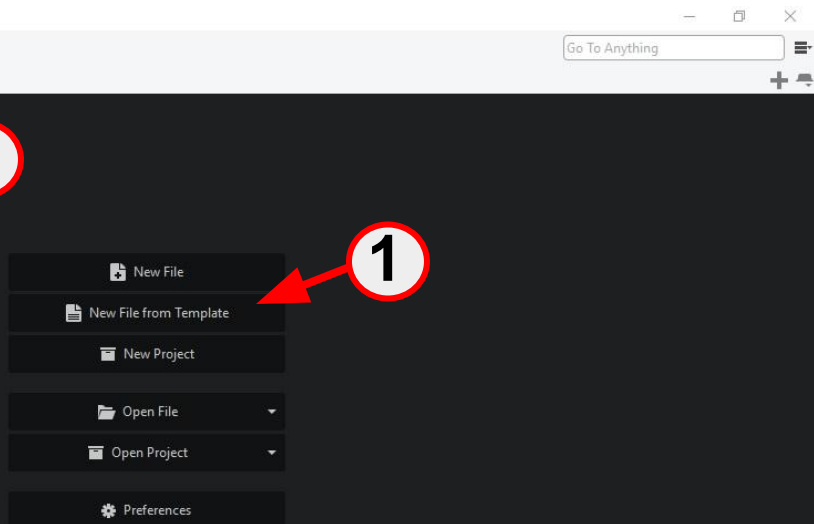 Go To Anything
1
New File
New File from Template
New Project
Open File
Open Project
Preferences